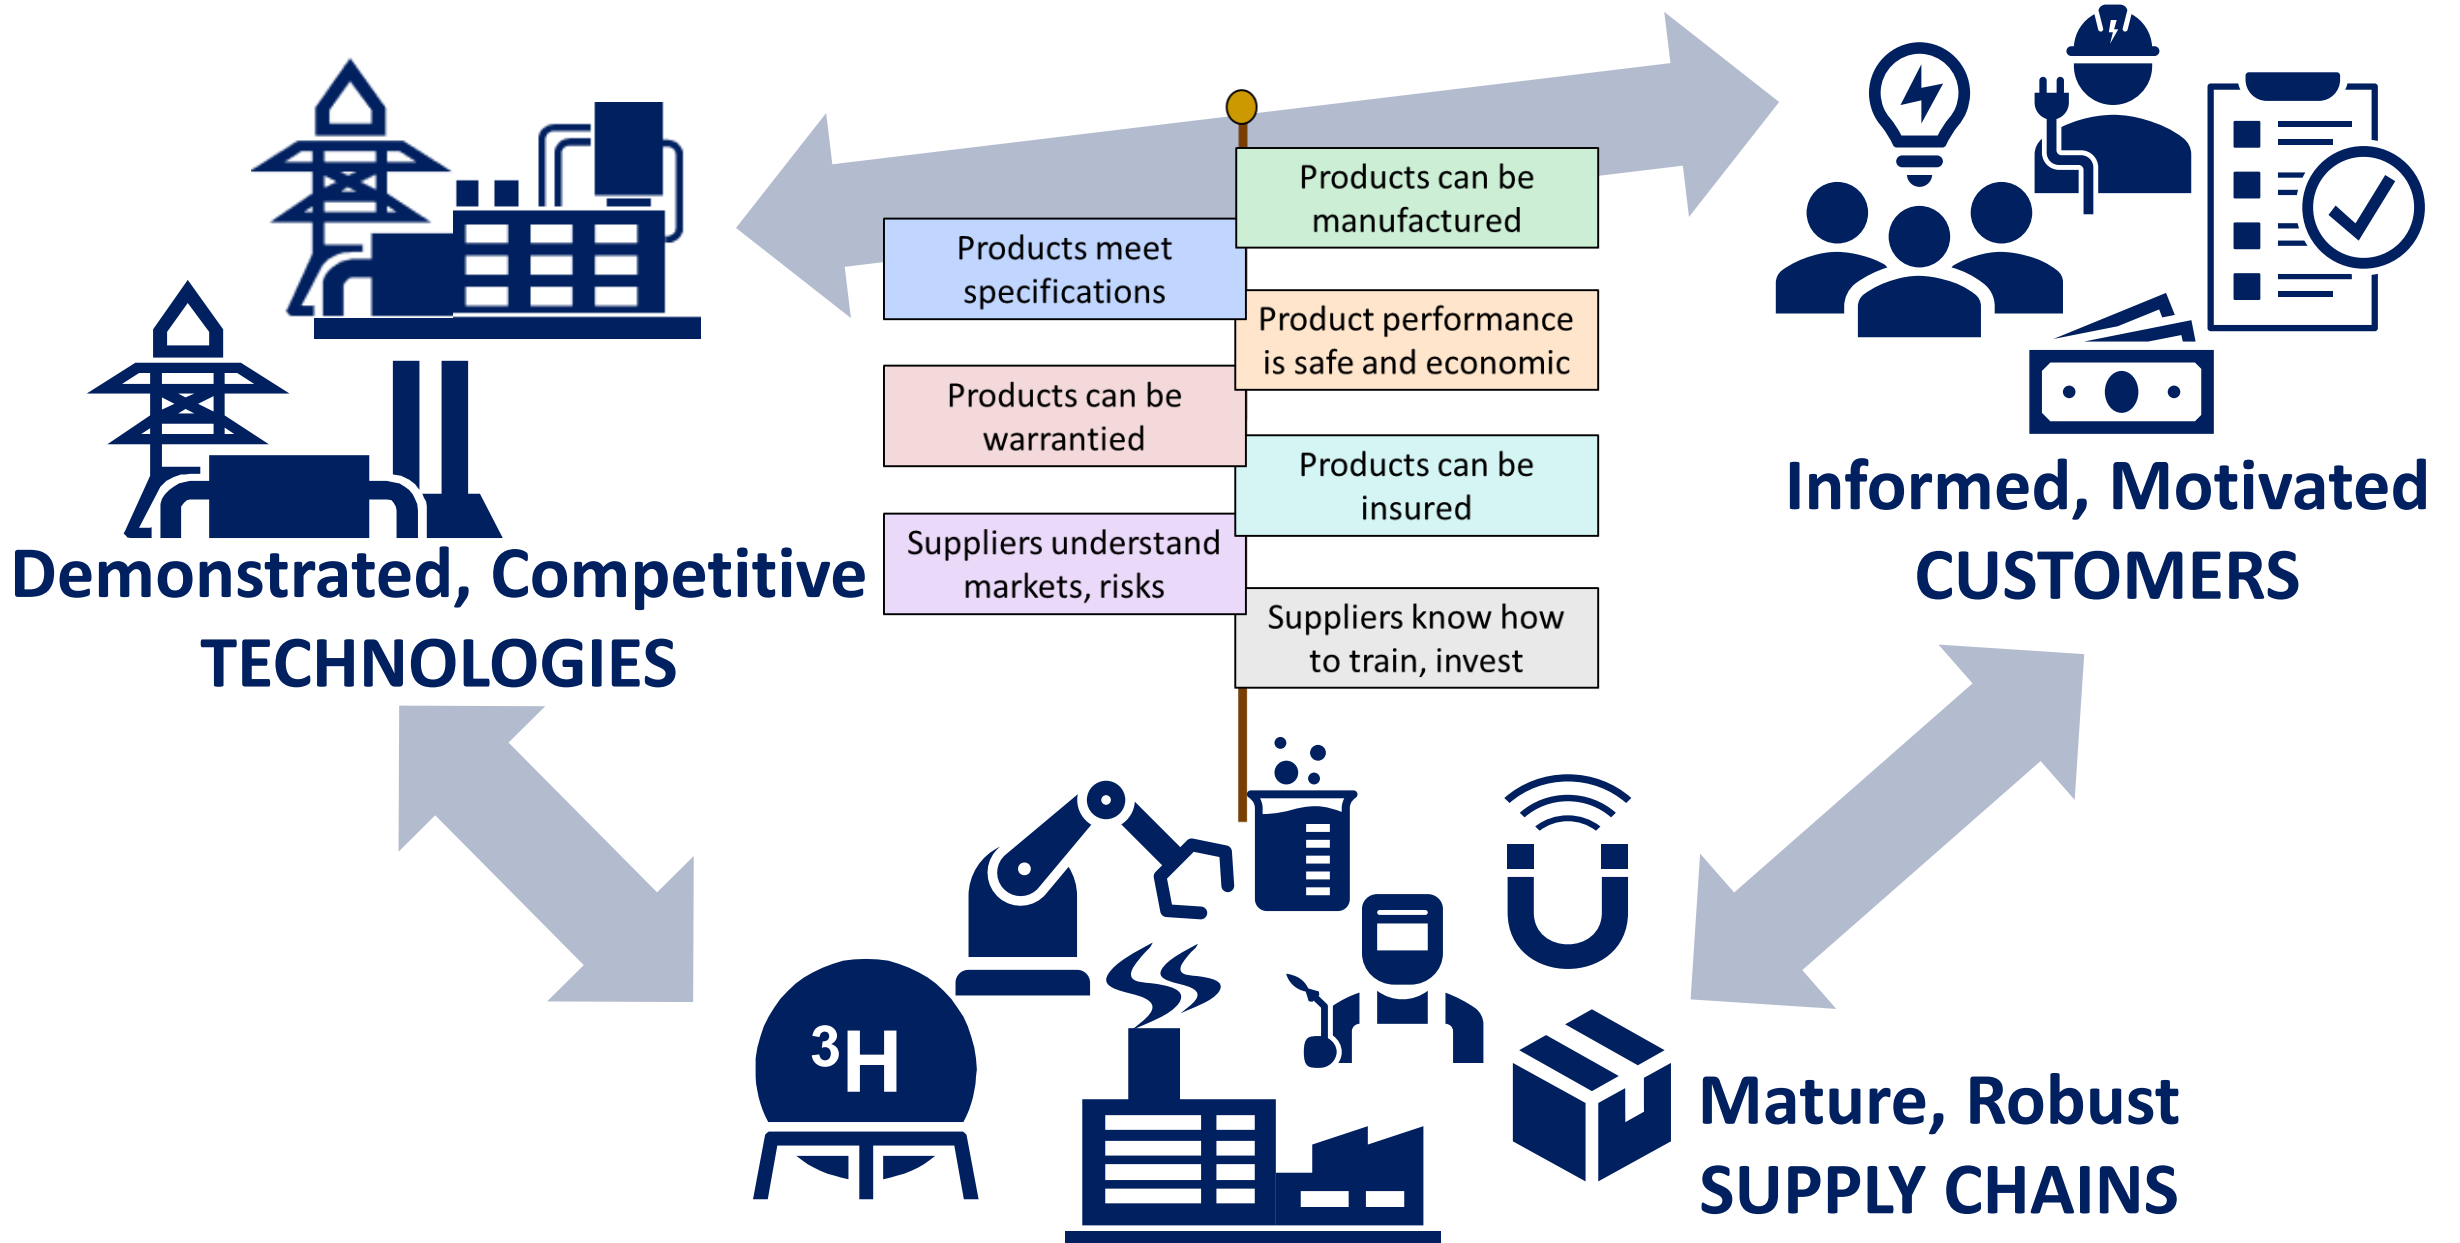 Products can be
manufactured
Products meet
specifications
Product performance
is safe and economic
Products can be
warrantied
Products can be
insured
Suppliers understand
markets, risks
Suppliers know how
to train, invest
Demonstrated, Competitive
TECHNOLOGIES
Informed, Motivated
CUSTOMERS
³H
Mature, Robust
SUPPLY CHAINS